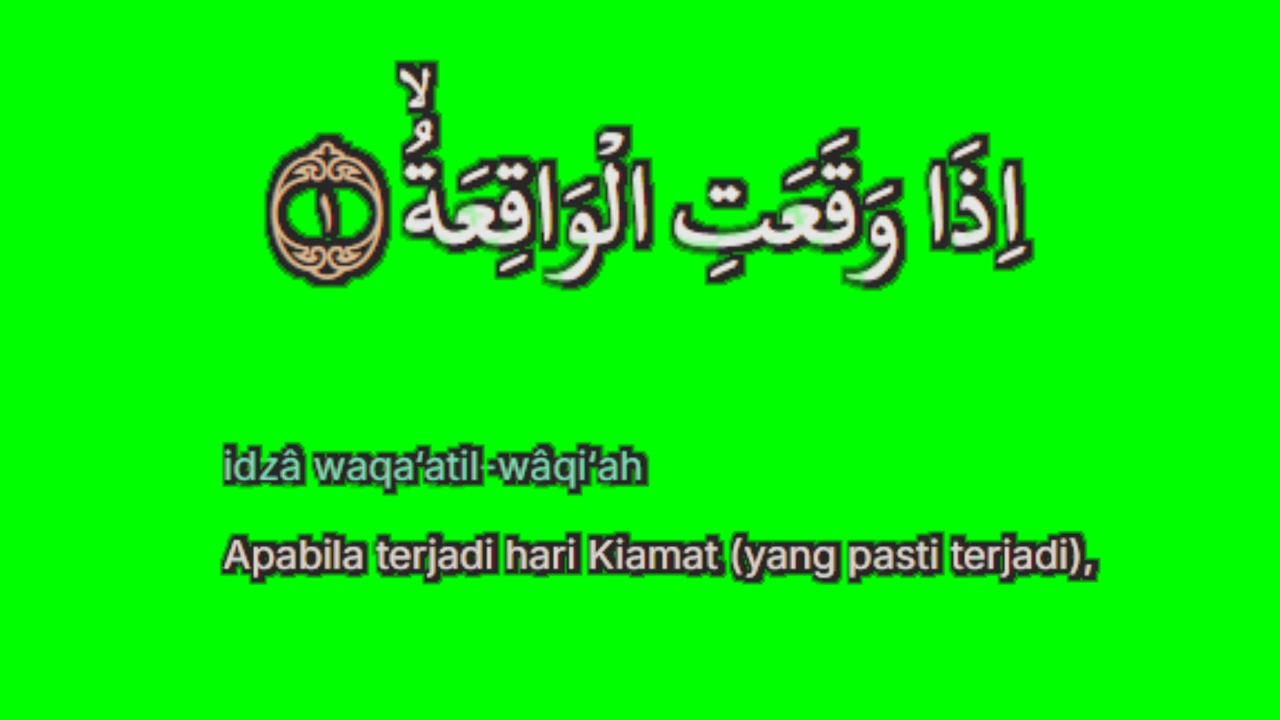 اِذَا وَقَعَتِ الْوَاقِعَةُۙ ١
idzâ waqa‘atil-wâqi‘ah
Apabila terjadi hari Kiamat (yang pasti terjadi),